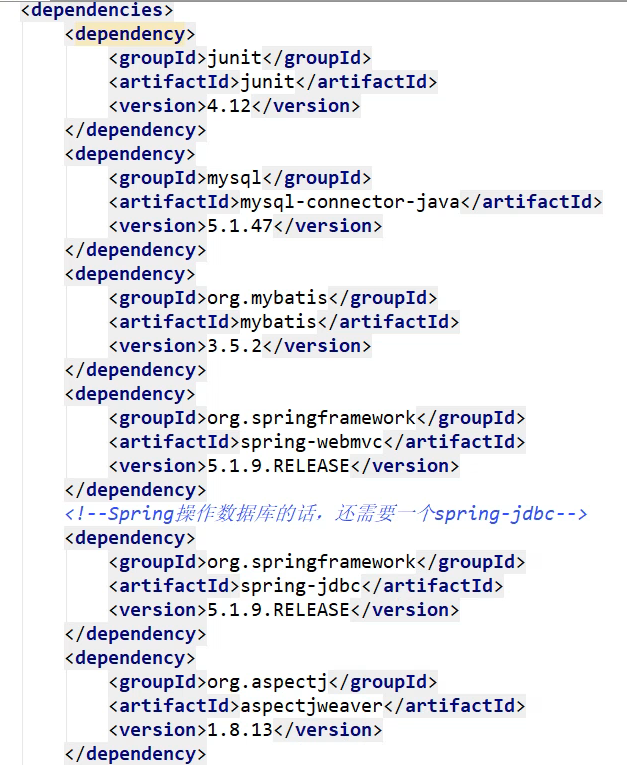 <dependencies>
<dependency>
<groupId>junit</groupId>
<artifactId>junit</artifactId>
<version>4.12</version>
</dependency>
<dependency>
<groupId>mysql</groupId>
<artifactId>mysql-connector-java</artifactId>
<version>5.1.47</version>
</dependency>
<dependency>
<groupId>org.mybatis</groupId>
<artifactId>mybatis</artifactId>
<version>3.5.2</version>
</dependency>
<dependency>
<groupId>org.springframework</groupId>
<artifactId>spring-webmvc</artifactId>
<version>5.1.9.RELEASE</version>
</dependency>
<!--Spring操作数据库的话，还需要一个spring-jdbc-->
<dependency>
<groupId>org.springframework</groupId>
<artifactId>spring-jdbc</artifactId>
<version>5.1.9.RELEASE</version>
</dependency>
<dependency>
<groupId>org.aspectj</groupId>
<artifactId>aspectjweaver</artifactId>
<version>1.8.13</version>
</dependency>